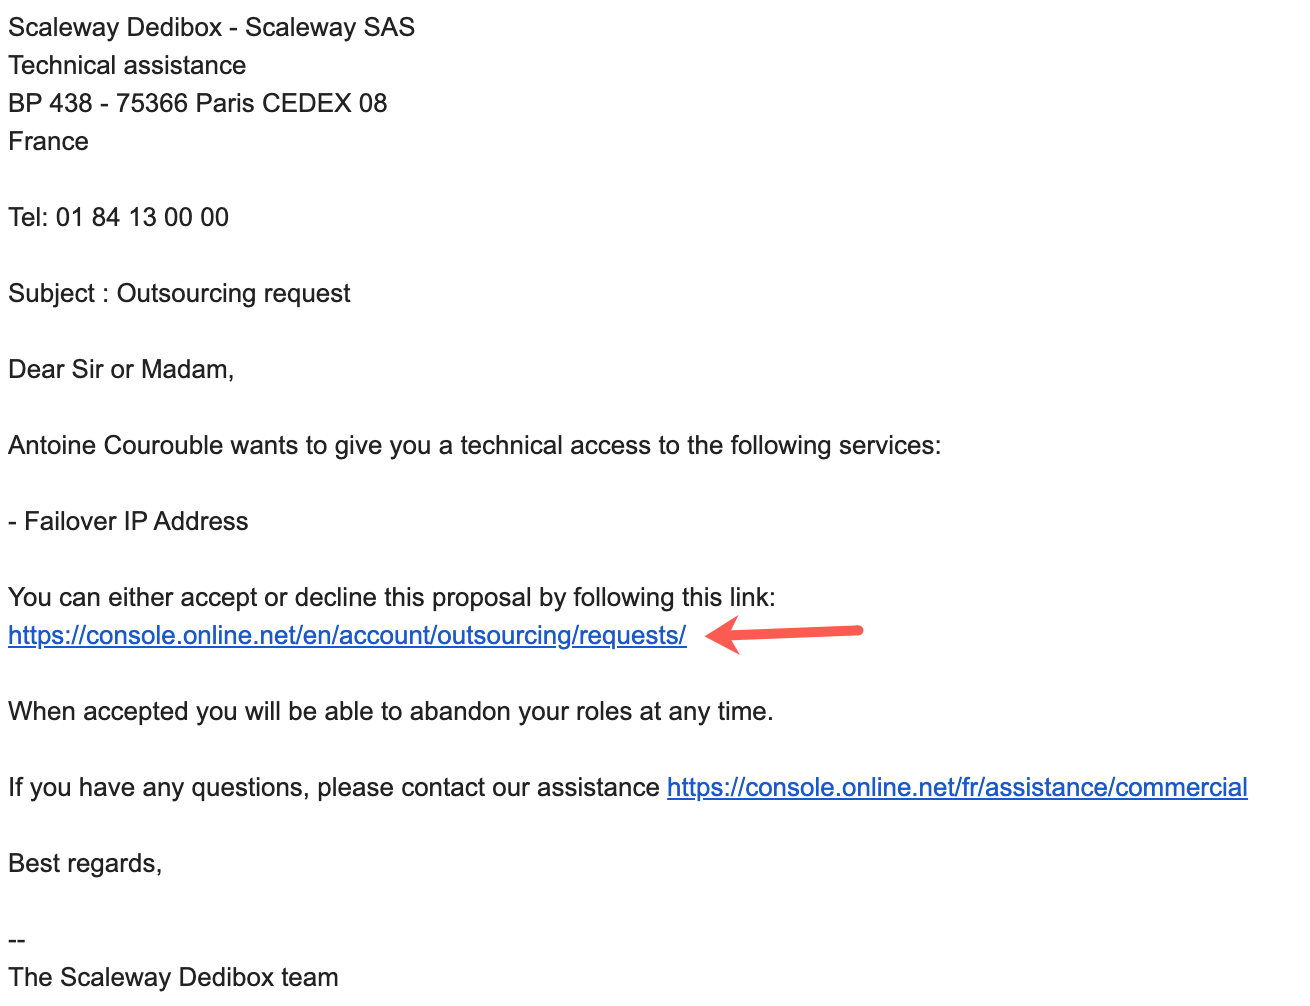 Scaleway Dedibox - Scaleway SAS
Technical assistance
BP 438 - 75366 Paris CEDEX 08
France
Tel: 01 84 13 00 00
Subject : Outsourcing request
Dear Sir or Madam,
Antoine Courouble wants to give you a technical access to the following services:
- Failover IP Address
You can either accept or decline this proposal by following this link:
https://console.online.net/en/account/outsourcing/requests/
When accepted you will be able to abandon your roles at any time.
If you have any questions, please contact our assistance https://console.online.net/fr/assistance/commercial
Best regards,
--
The Scaleway Dedibox team